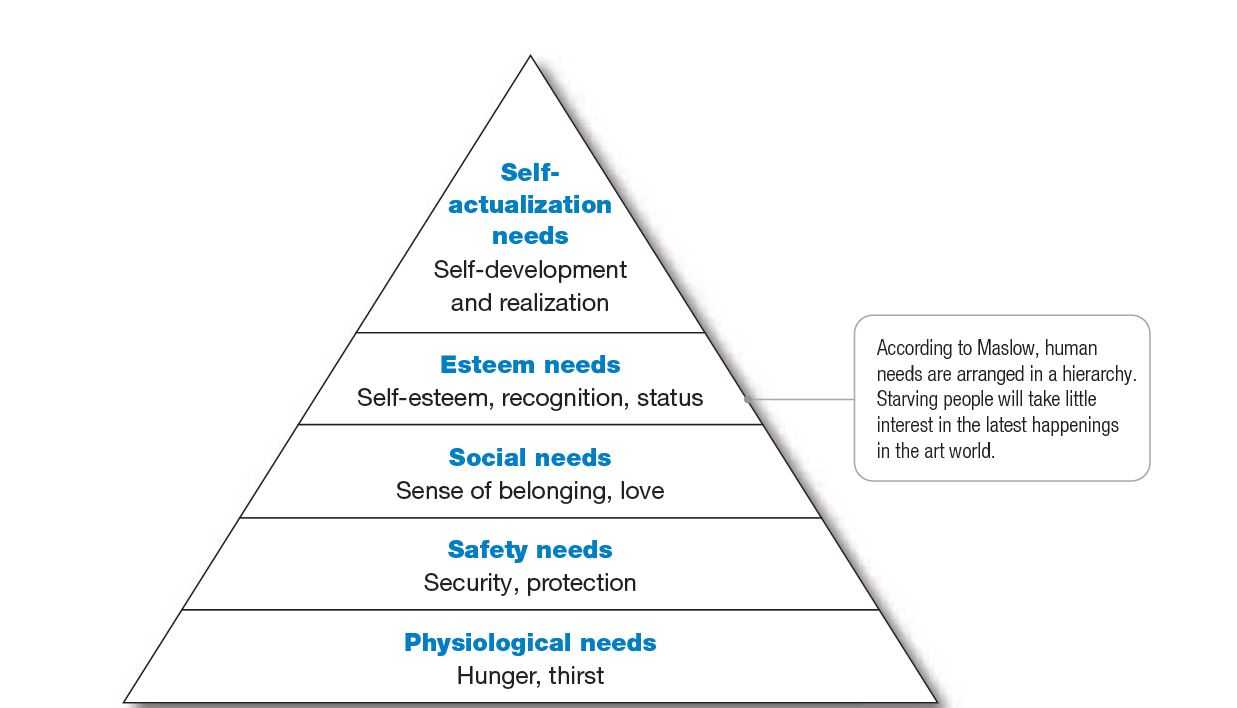 Self-
actualization
needs
Self-development
and realization
Esteem needs
Self-esteem, recognition, status
Social needs
Sense of belonging, love
Safety needs
Security, protection
Physiological needs
Hunger, thirst
According to Maslow, human
needs are arranged in a hierarchy.
Starving people will take little
interest in the latest happenings
in the art world.